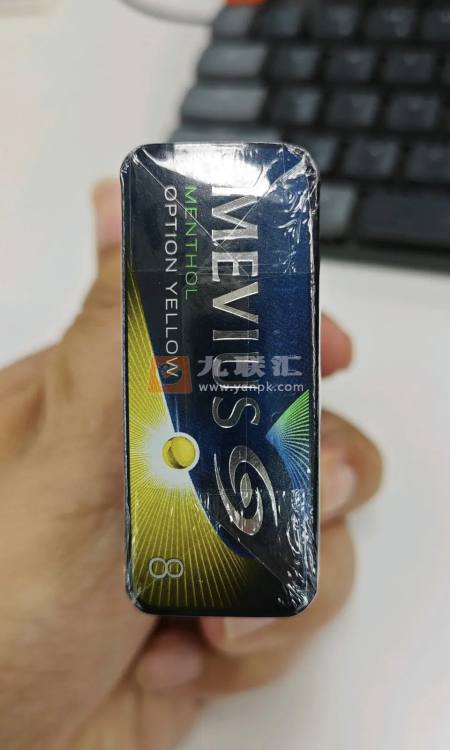 MEVIUS
MENTHOL
OPTION YELLOW
8
九联汇
www.yanpk.com